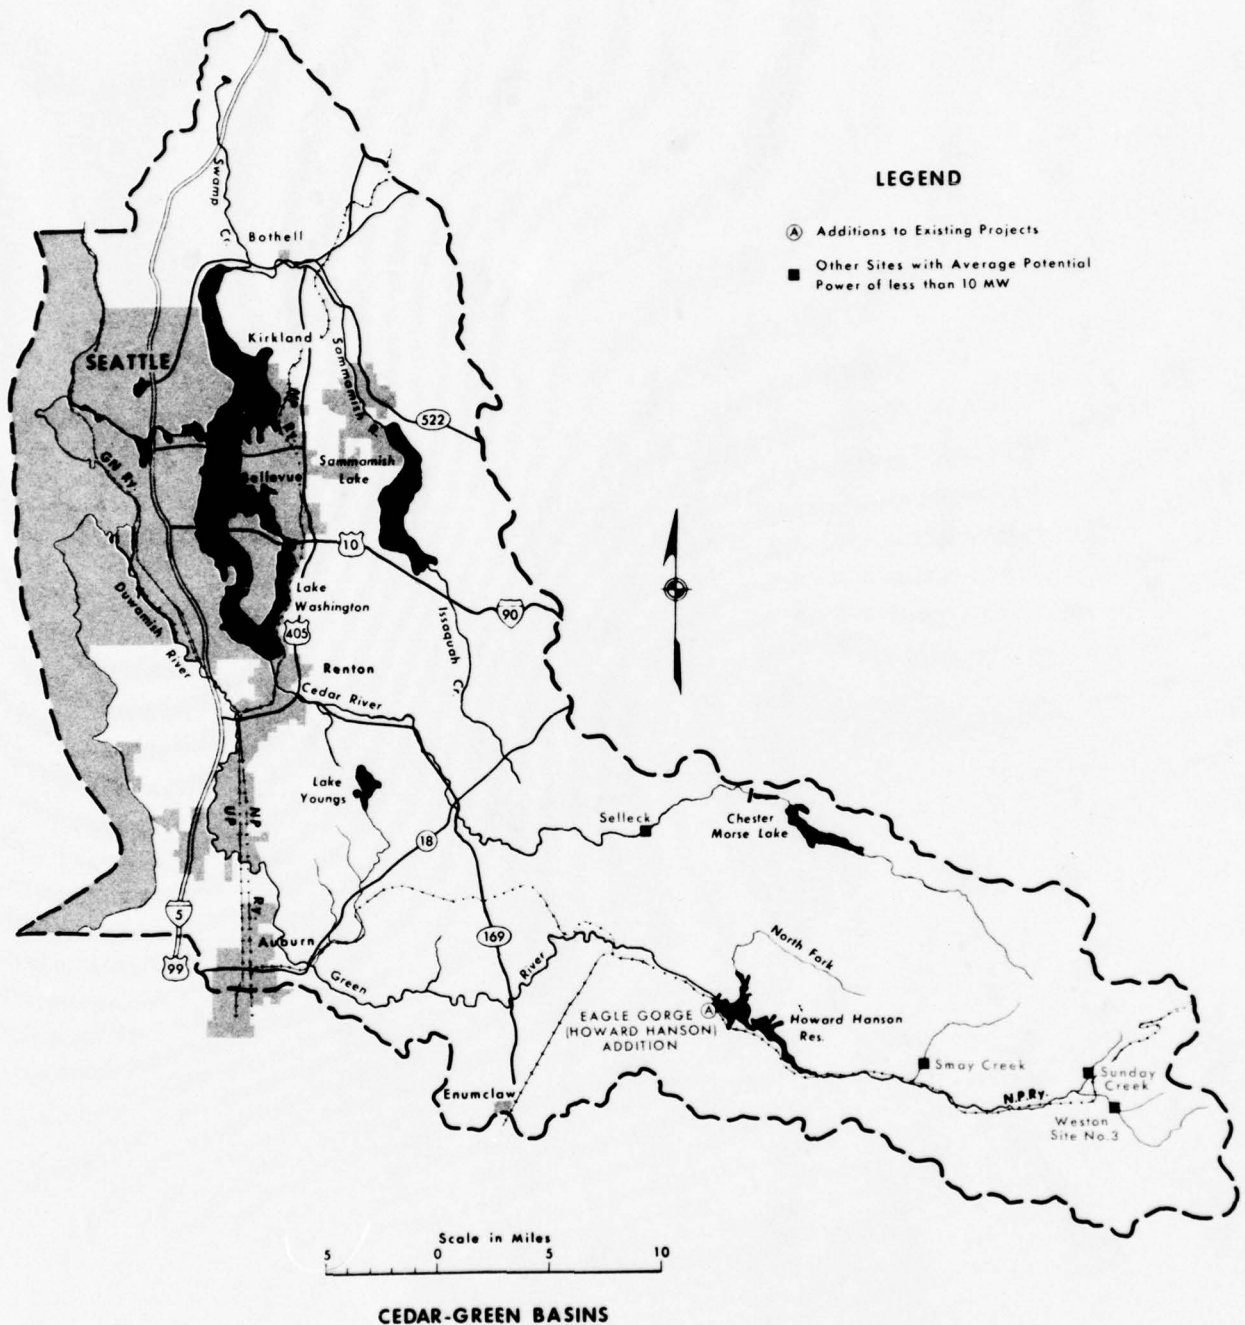 LEGEND
A Additions to Existing Projects
Other Sites with Average Potential
Power of less than 10 MW
Swamp
Cr.
Bothell
Kirkland
SEATTLE
Sammamish R.
NP Ry.
522
GN Ry.
Bellevue
Sammamish
Lake
10
Duwamish
River
Lake
Washington
405
90
Issaquah
Cr.
Renton
Cedar River
Lake
Youngs
Selleck
Chester
Morse Lake
NP
UP
Ry.
18
5
99
Auburn
169
Green
River
North Fork
EAGLE GORGE
(HOWARD HANSON)
ADDITION
A
Howard Hanson
Res.
Smay Creek
Sunday
Creek
N.P.Ry.
Weston
Site No.3
Enumclaw
Scale in Miles
5 0 5 10
CEDAR-GREEN BASINS